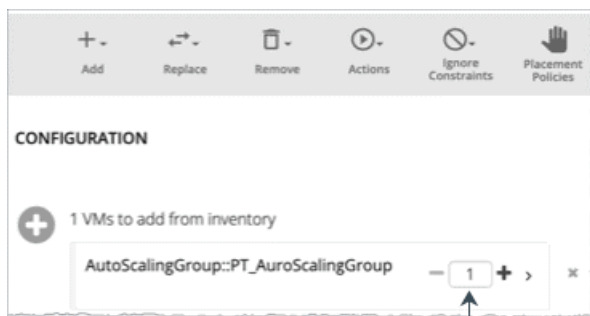 Add
Replace
Remove
Actions
Ignore
Constraints
Placement
Policies
CONFIGURATION
1 VMs to add from inventory
AutoScalingGroup::PT_AuroScalingGroup
1